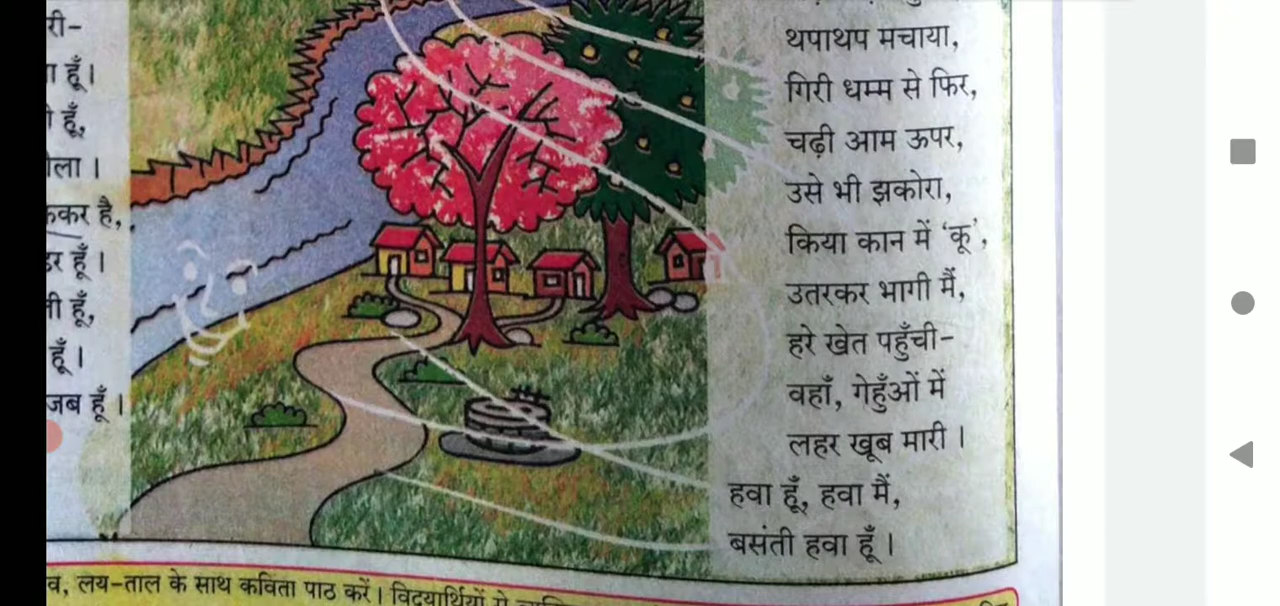 री-
हूँ।
हूँ,
ला।
कर है,
हूँ।
हूँ,
हूँ।
जब हूँ।
थपाथप मचाया,
गिरी धम्म से फिर,
चढ़ी आम ऊपर,
उसे भी झकोरा,
किया कान में ‘कू’,
उतरकर भागी मैं,
हरे खेत पहुँची-
वहाँ, गेहुँओं में
लहर खूब मारी।
हवा हूँ, हवा मैं,
बसंती हवा हूँ।
लय-ताल के साथ कविता पाठ करें। विद्यार्थियों